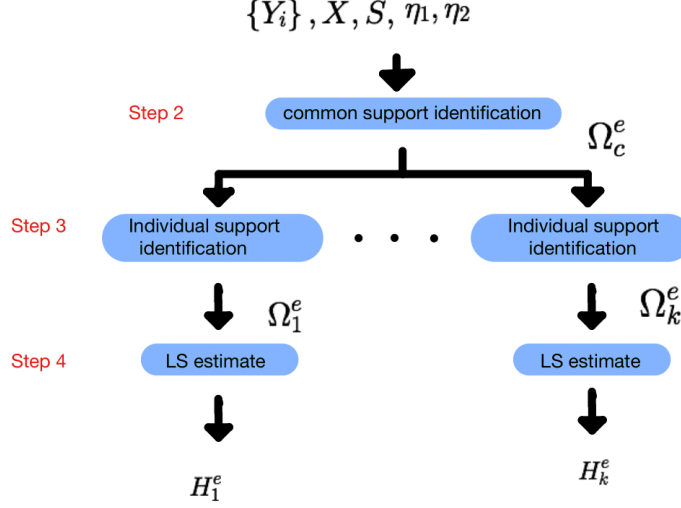 {Y_i}, X, S, η_1, η_2
Step 2
common support identification
Ω_c^e
Step 3
Individual support
identification
. . .
Individual support
identification
Ω_1^e
Ω_k^e
Step 4
LS estimate
LS estimate
H_1^e
H_k^e